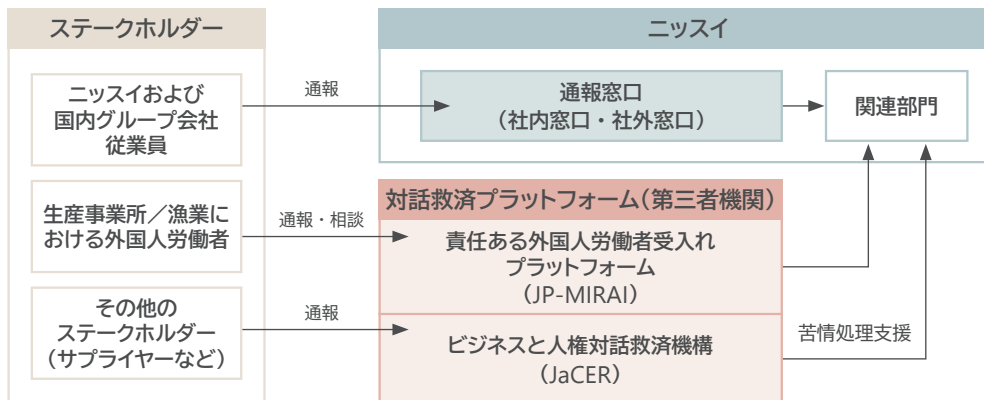 ステークホルダー
ニッスイおよび
国内グループ会社
従業員
生産事業所／漁業に
おける外国人労働者
その他の
ステークホルダー
（サプライヤーなど）
通報
通報・相談
通報
ニッスイ
通報窓口
（社内窓口・社外窓口）
関連部門
対話救済プラットフォーム（第三者機関）
責任ある外国人労働者受入れ
プラットフォーム
（JP-MIRAI）
ビジネスと人権対話救済機構
（JaCER）
苦情処理支援